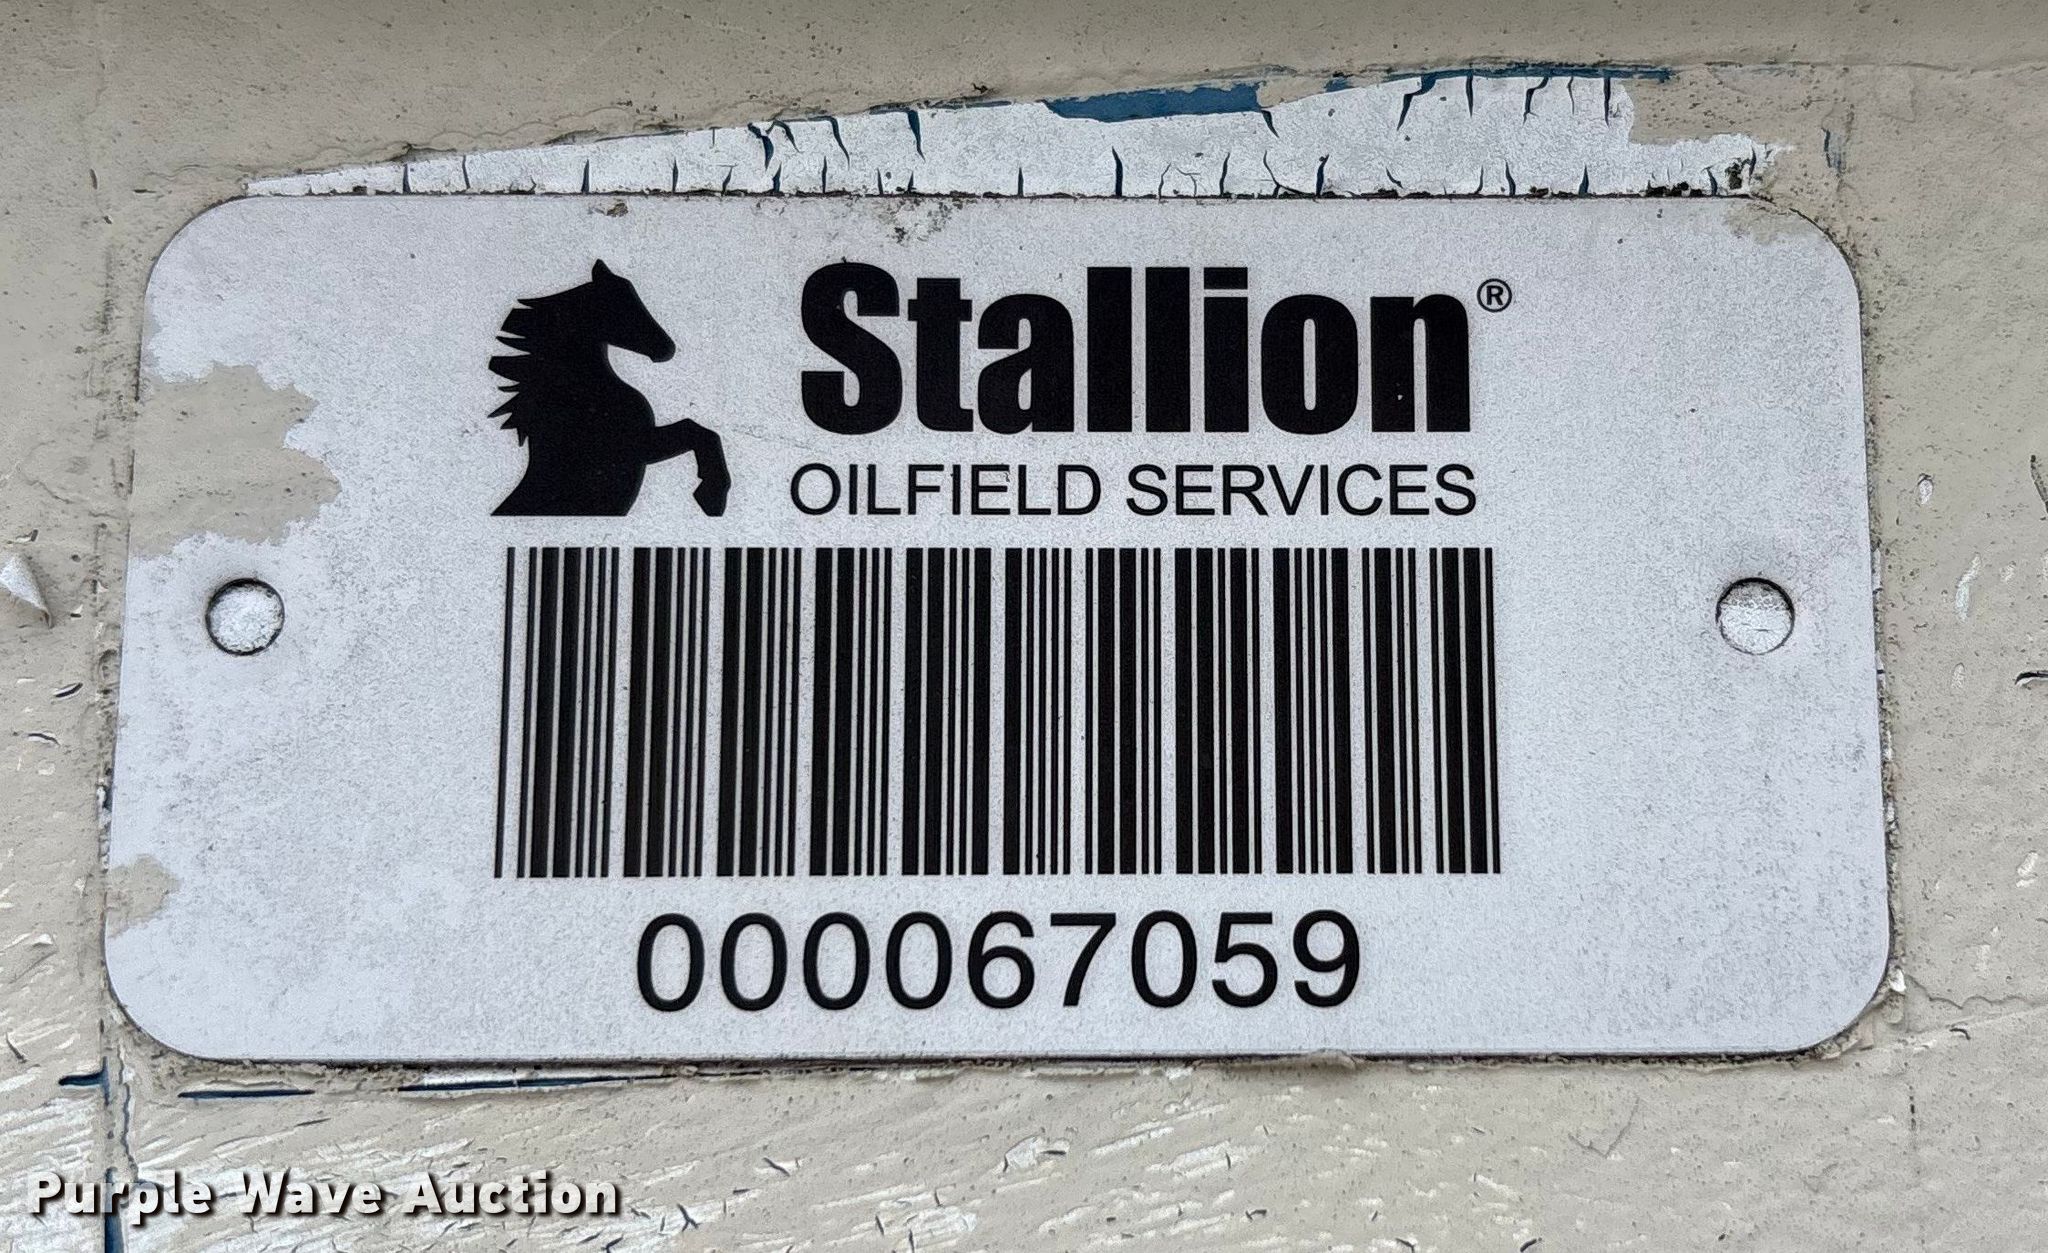 Stallion®
OILFIELD SERVICES
000067059
Purple Wave Auction